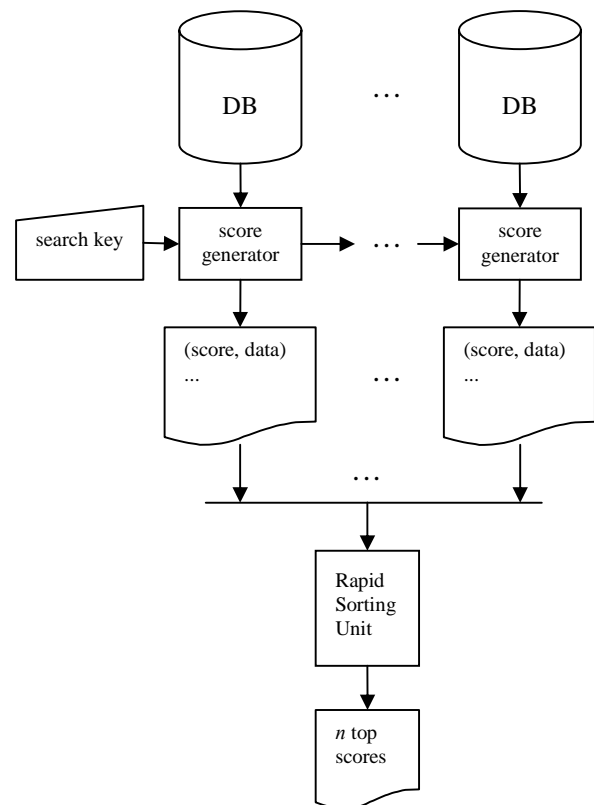 DB
...
DB
search key
score
generator
...
score
generator
(score, data)
...
...
(score, data)
...
...
Rapid
Sorting
Unit
n top
scores